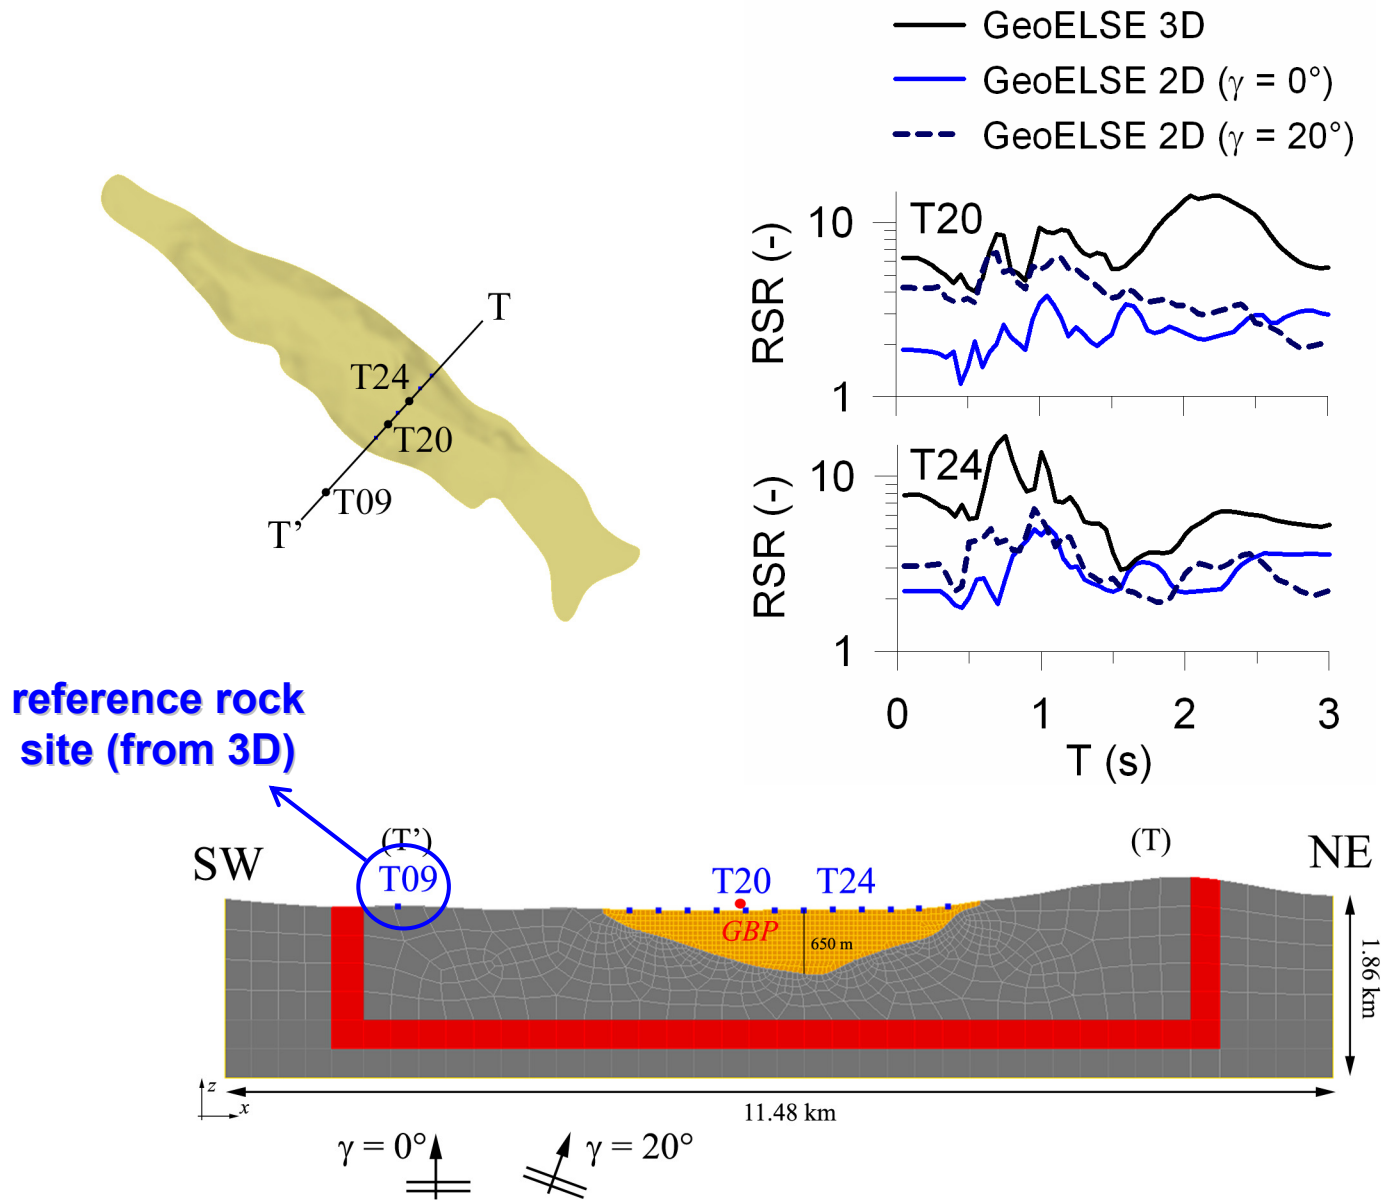 GeoELSE 3D
GeoELSE 2D (γ = 0°)
GeoELSE 2D (γ = 20°)
T
T24
T20
T09
T’
RSR (-)
10
1
T20
RSR (-)
10
1
T24
0 1 2 3
T (s)
reference rock
site (from 3D)
SW
(T’)
T09
T20
T24
(T)
NE
GBP
650 m
1.86 km
z
x
11.48 km
γ = 0°
γ = 20°